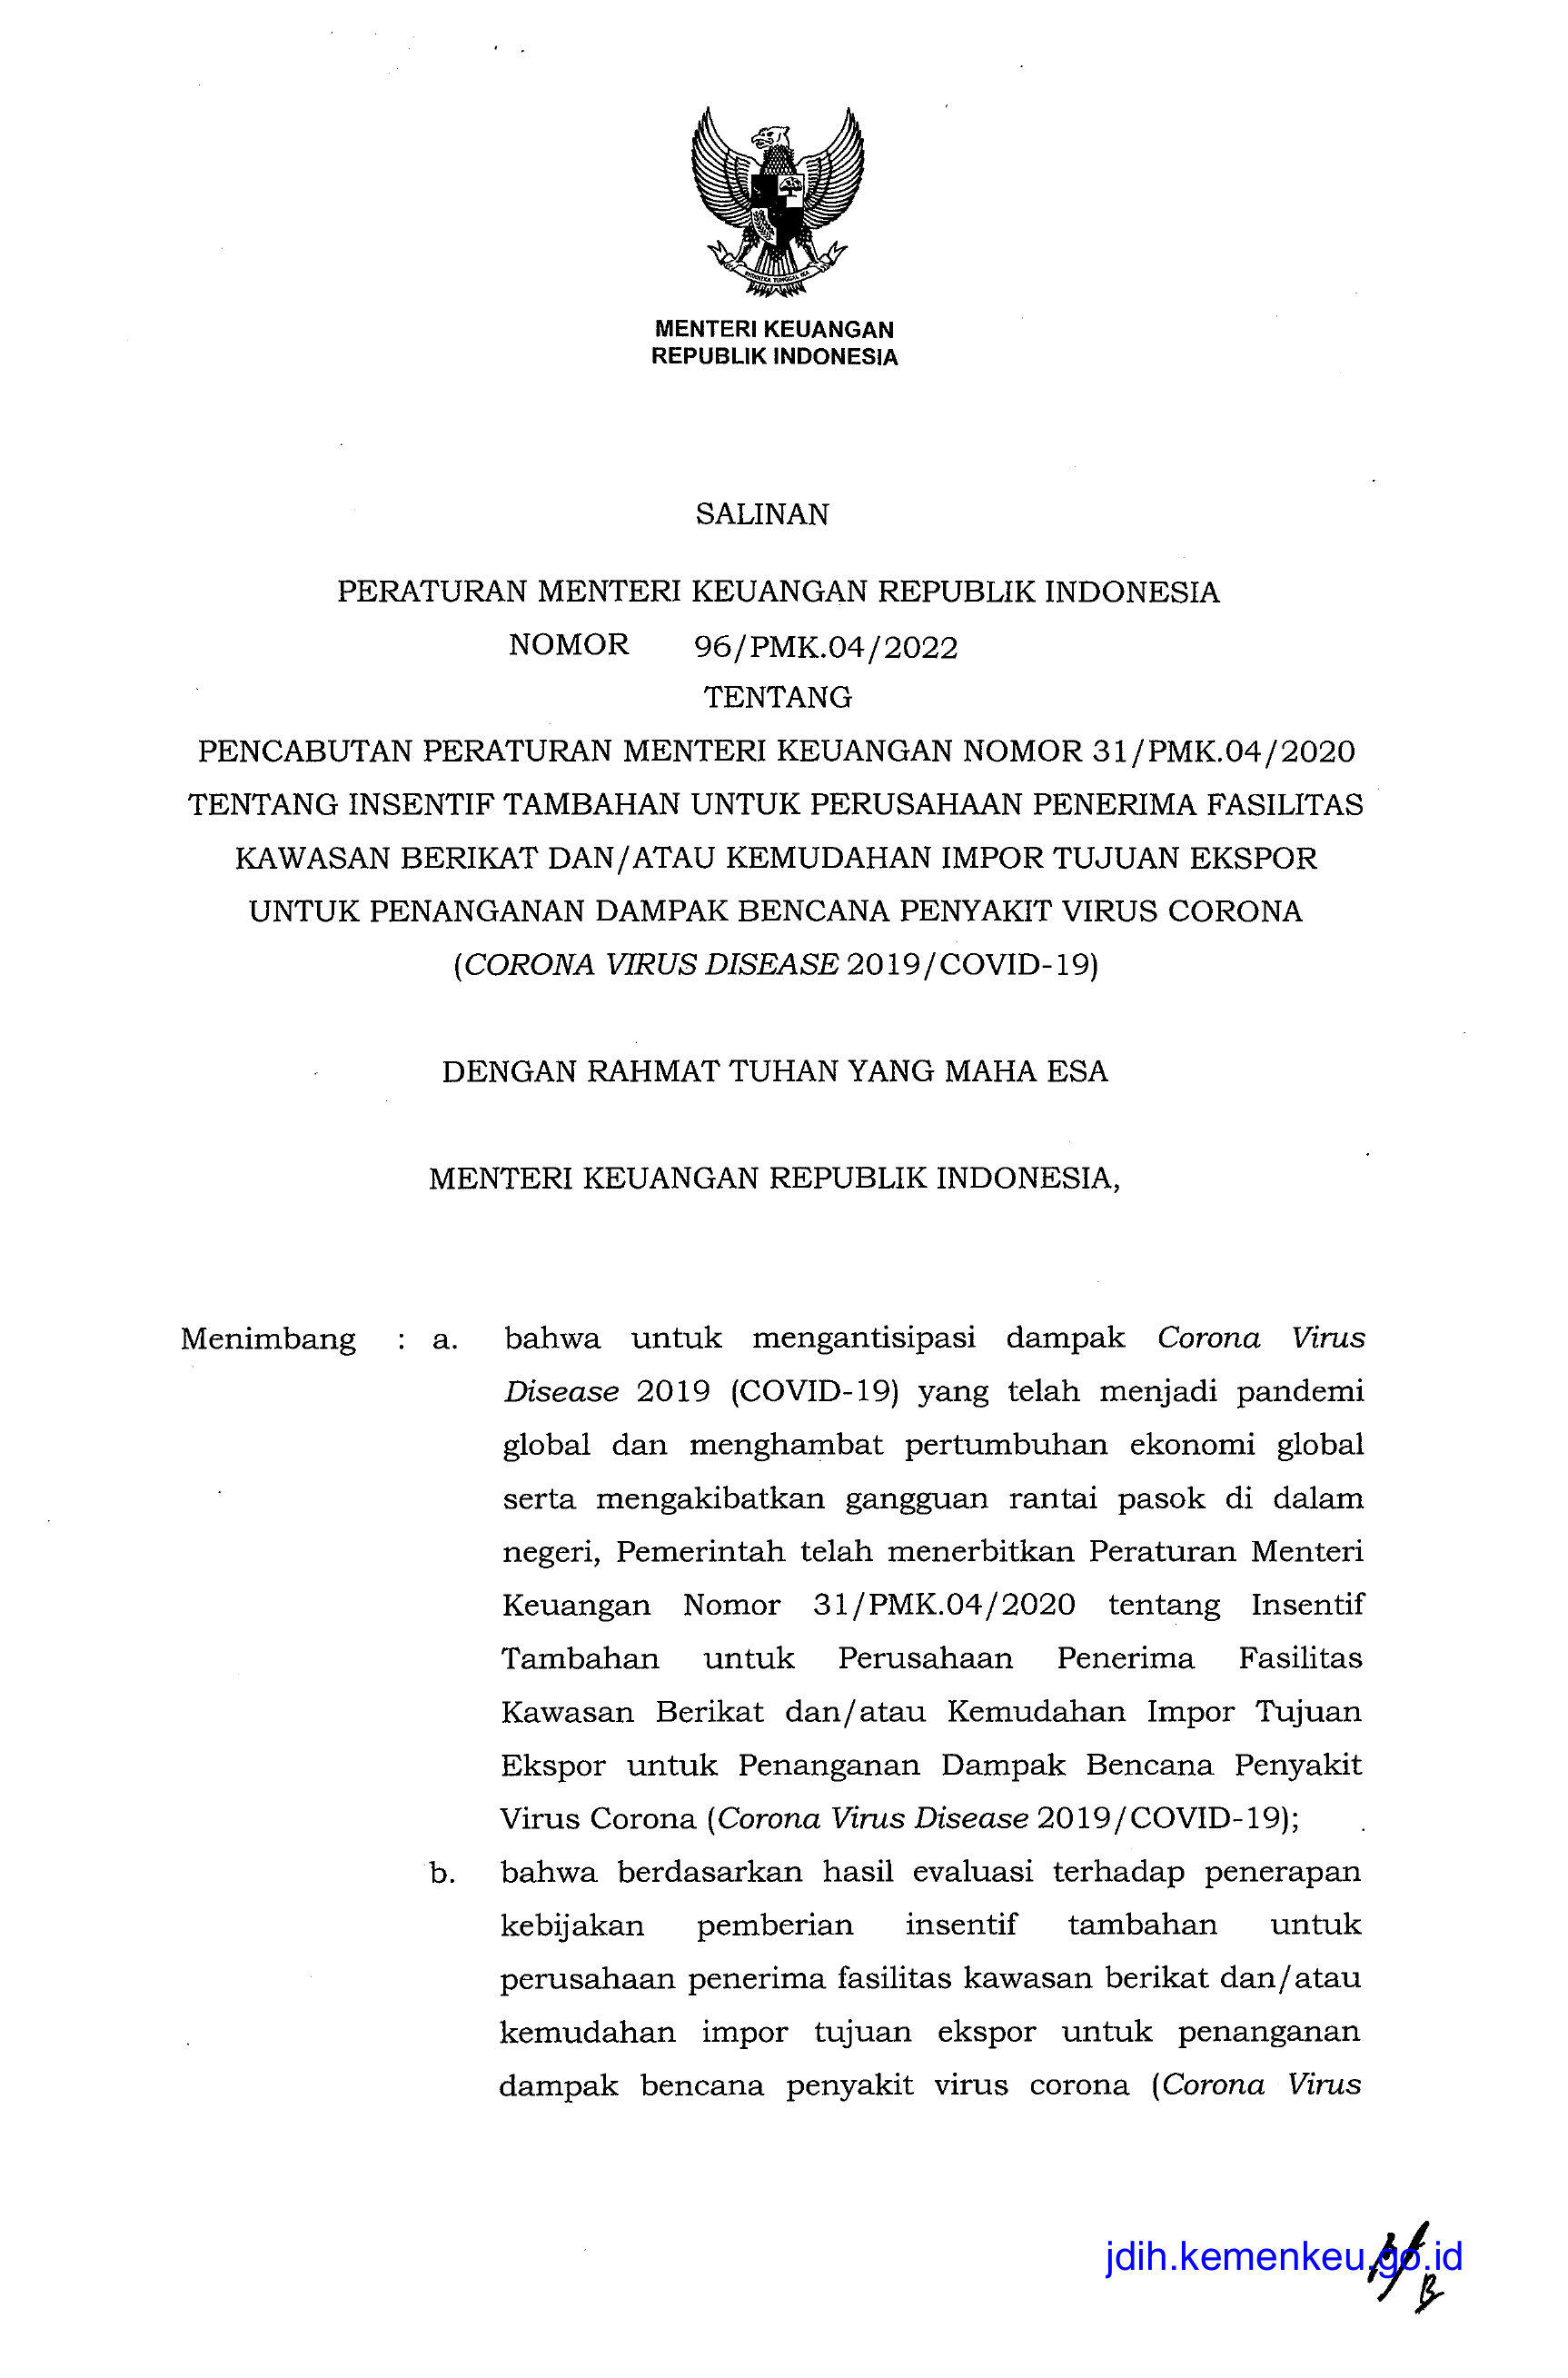 MENTERI KEUANGAN
REPUBLIK INDONESIA
SALINAN
PERATURAN MENTERI KEUANGAN REPUBLIK INDONESIA
NOMOR 96/PMK.04/2022
TENTANG
PENCABUTAN PERATURAN MENTERI KEUANGAN NOMOR 31/PMK.04/2020
TENTANG INSENTIF TAMBAHAN UNTUK PERUSAHAAN PENERIMA FASILITAS
KAWASAN BERIKAT DAN/ATAU KEMUDAHAN IMPOR TUJUAN EKSPOR
UNTUK PENANGANAN DAMPAK BENCANA PENYAKIT VIRUS CORONA
(CORONA VIRUS DISEASE 2019/COVID-19)
DENGAN RAHMAT TUHAN YANG MAHA ESA
MENTERI KEUANGAN REPUBLIK INDONESIA,
Menimbang : a. bahwa untuk mengantisipasi dampak Corona Virus
Disease 2019 (COVID-19) yang telah menjadi pandemi
global dan menghambat pertumbuhan ekonomi global
serta mengakibatkan gangguan rantai pasok di dalam
negeri, Pemerintah telah menerbitkan Peraturan Menteri
Keuangan Nomor 31/PMK.04/2020 tentang Insentif
Tambahan untuk Perusahaan Penerima Fasilitas
Kawasan Berikat dan/atau Kemudahan Impor Tujuan
Ekspor untuk Penanganan Dampak Bencana Penyakit
Virus Corona (Corona Virus Disease 2019/COVID-19);
b. bahwa berdasarkan hasil evaluasi terhadap penerapan
kebijakan pemberian insentif tambahan untuk
perusahaan penerima fasilitas kawasan berikat dan/atau
kemudahan impor tujuan ekspor untuk penanganan
dampak bencana penyakit virus corona (Corona Virus
jdih.kemenkeu.go.id